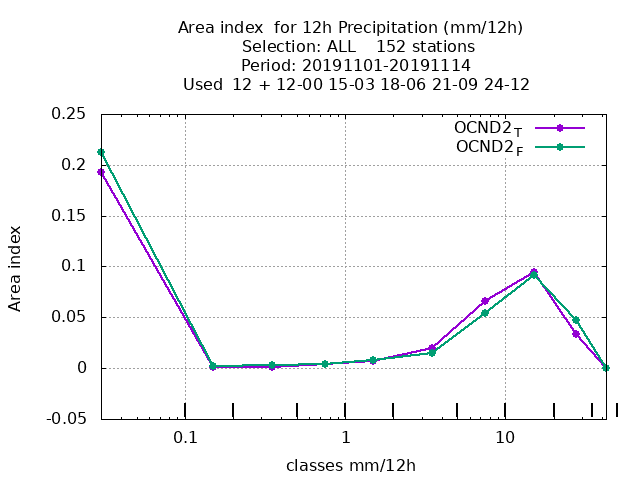 Area index  for 12h Precipitation (mm/12h)
Selection: ALL    152 stations
Period: 20191101-20191114
Used  12 + 12-00 15-03 18-06 21-09 24-12
0.25
0.2
0.15
0.1
0.05
0
-0.05
Area index
OCND2T
OCND2F
0.1
1
10
classes mm/12h